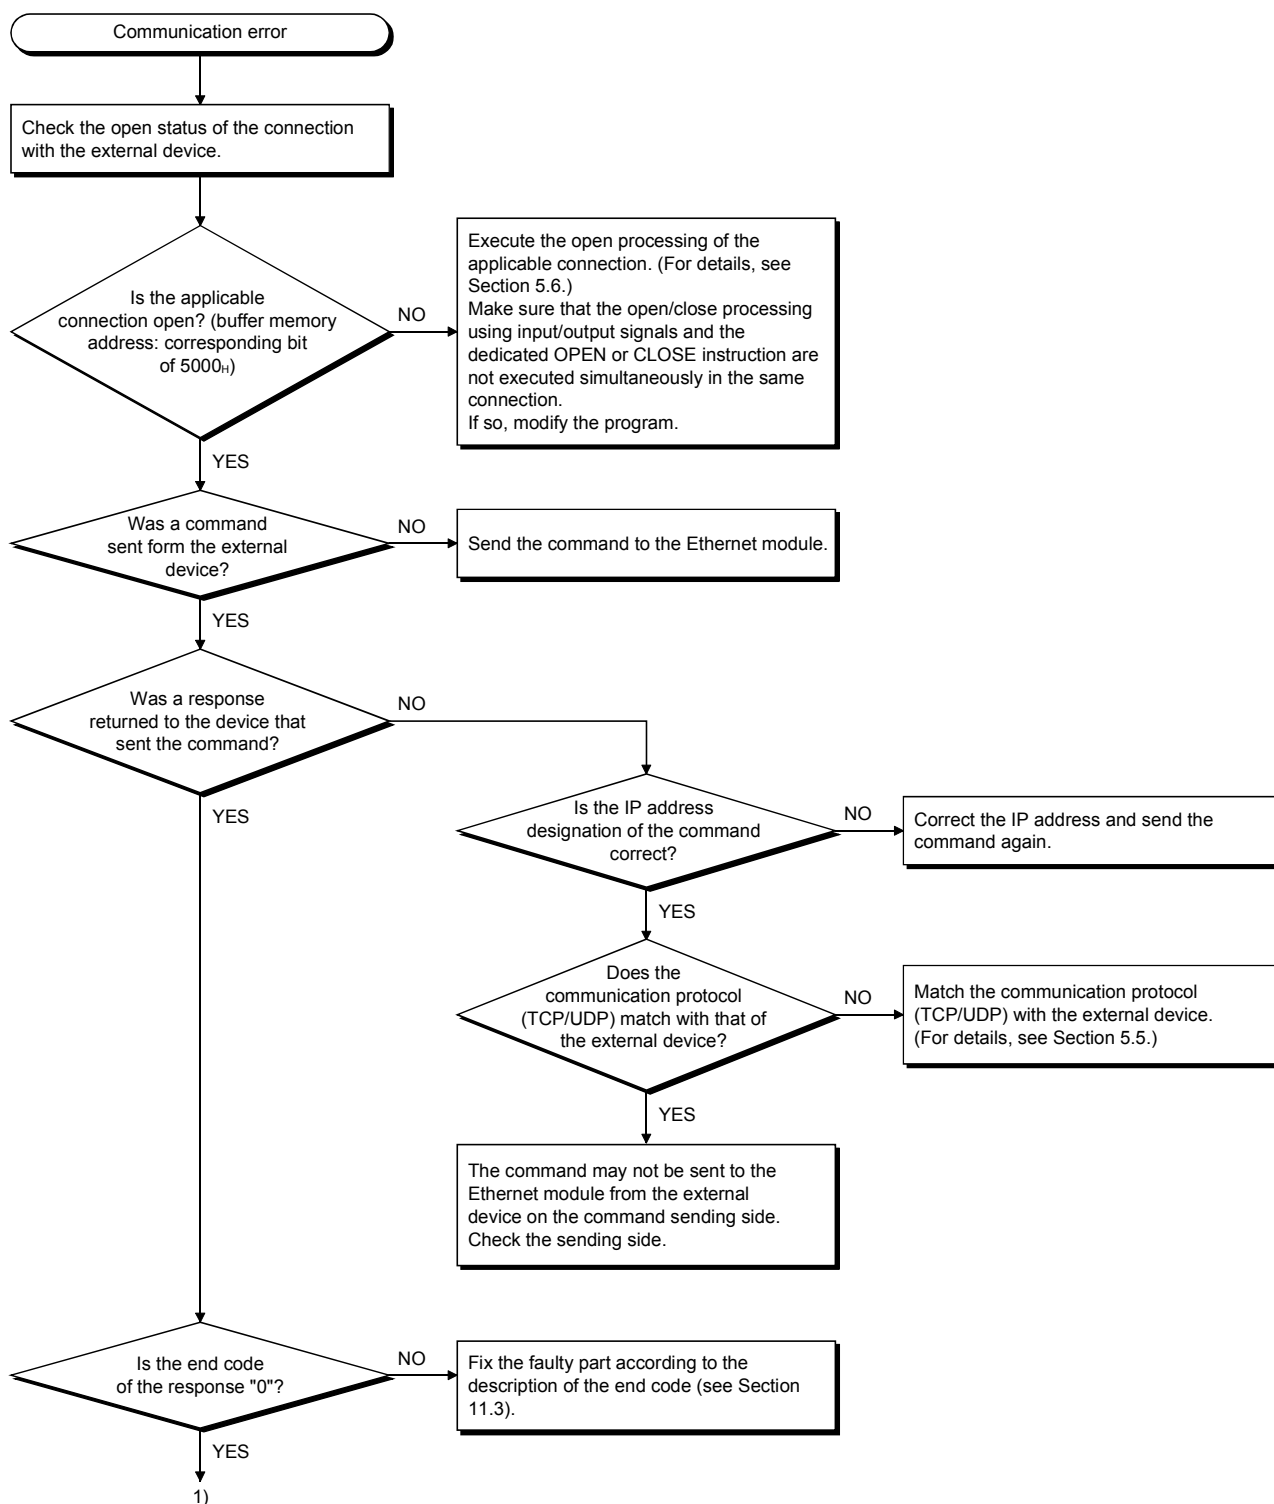 Communication error
Check the open status of the connection
with the external device.
Is the applicable
connection open? (buffer memory
address: corresponding bit
of 5000H)
NO
Execute the open processing of the
applicable connection. (For details, see
Section 5.6.)
Make sure that the open/close processing
using input/output signals and the
dedicated OPEN or CLOSE instruction are
not executed simultaneously in the same
connection.
If so, modify the program.
YES
Was a command
sent form the external
device?
NO
Send the command to the Ethernet module.
YES
Was a response
returned to the device that
sent the command?
NO
YES
Is the IP address
designation of the command
correct?
NO
Correct the IP address and send the
command again.
YES
Does the
communication protocol
(TCP/UDP) match with that of
the external device?
NO
Match the communication protocol
(TCP/UDP) with the external device.
(For details, see Section 5.5.)
YES
The command may not be sent to the
Ethernet module from the external
device on the command sending side.
Check the sending side.
Is the end code
of the response "0"?
NO
Fix the faulty part according to the
description of the end code (see Section
11.3).
YES
1)